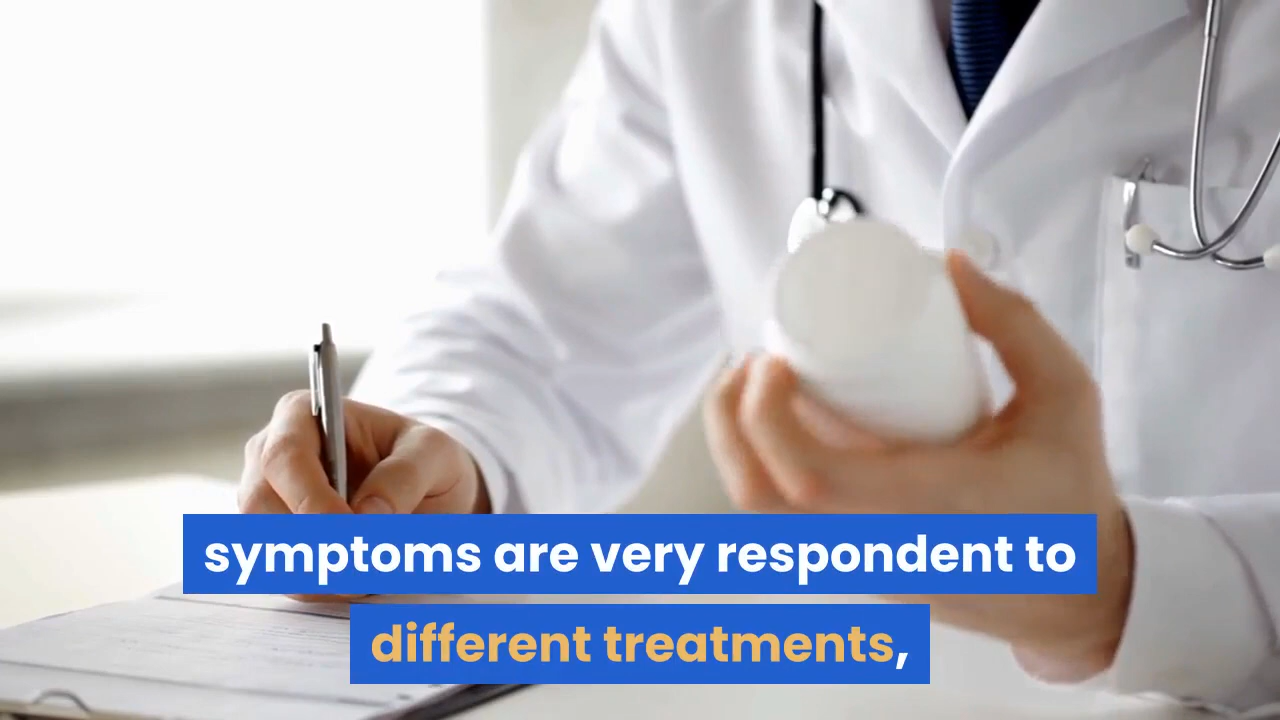 symptoms are very respondent to
different treatments,